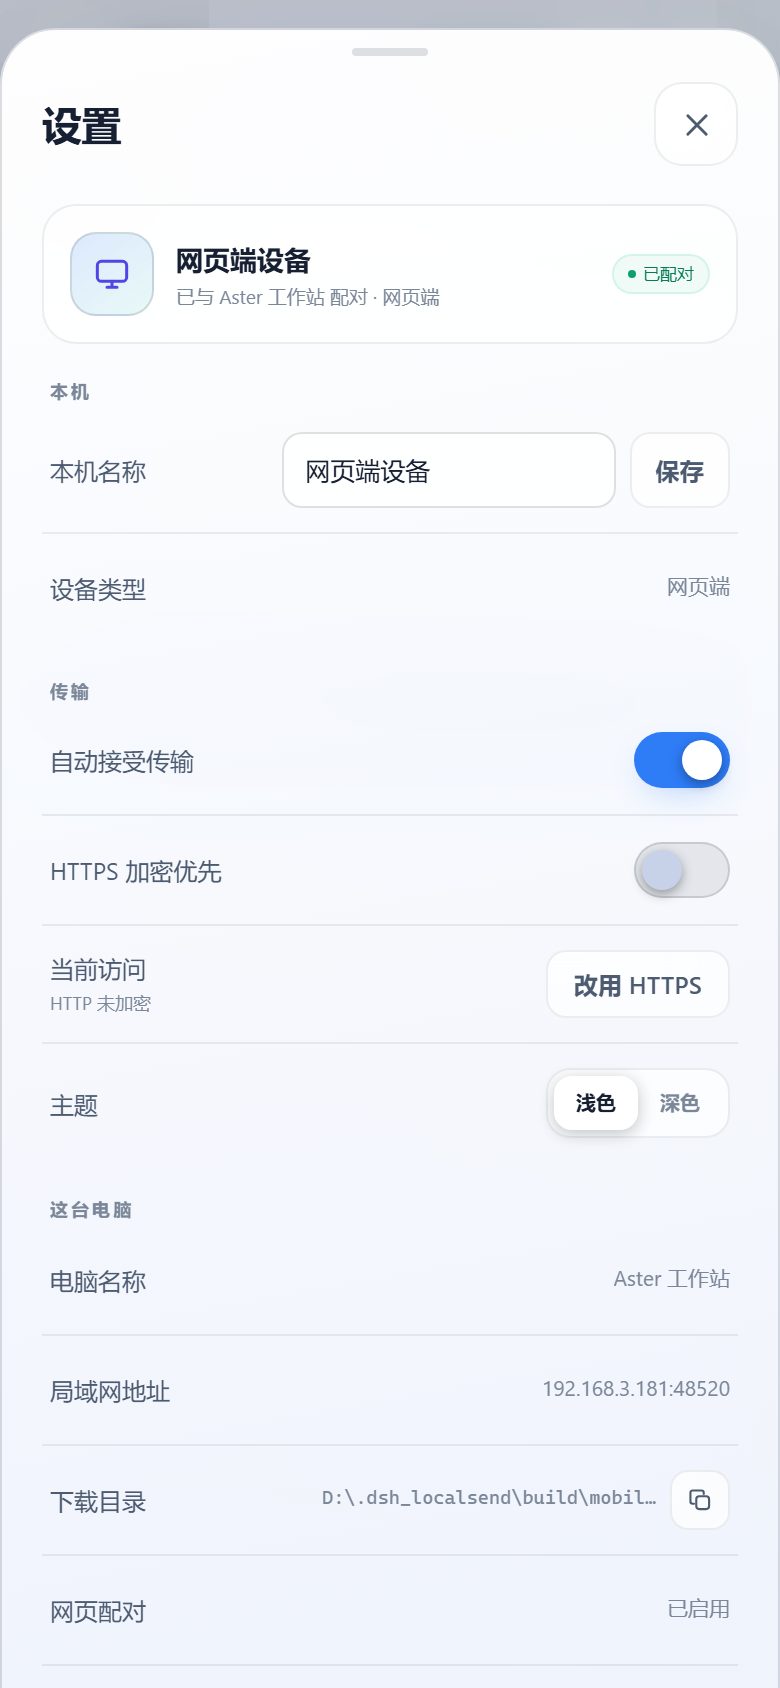 设置
网页端设备
已与 Aster 工作站 配对 · 网页端
已配对
本机
本机名称
网页端设备
保存
设备类型
网页端
传输
自动接受传输
HTTPS 加密优先
当前访问
HTTP 未加密
改用 HTTPS
主题
浅色
深色
这台电脑
电脑名称
Aster 工作站
局域网地址
192.168.3.181:48520
下载目录
D:\.dsh_localsend\build\mobil…
网页配对
已启用